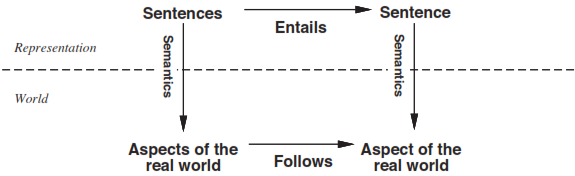 Sentences
Entails
Sentence
Representation
Semantics
Semantics
World
Aspects of the
real world
Follows
Aspect of the
real world